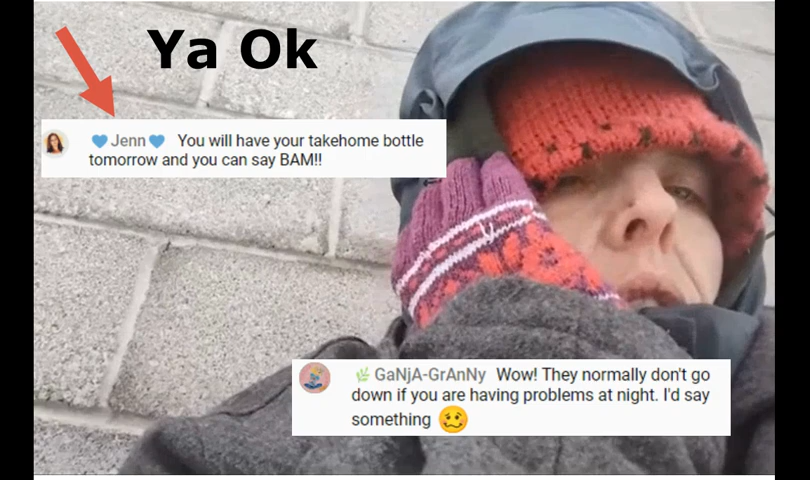 Ya Ok
💙Jenn💙 You will have your takehome bottle
tomorrow and you can say BAM!!
🌿 GaNjA-GrAnNy Wow! They normally don't go
down if you are having problems at night. I'd say
something 🥴